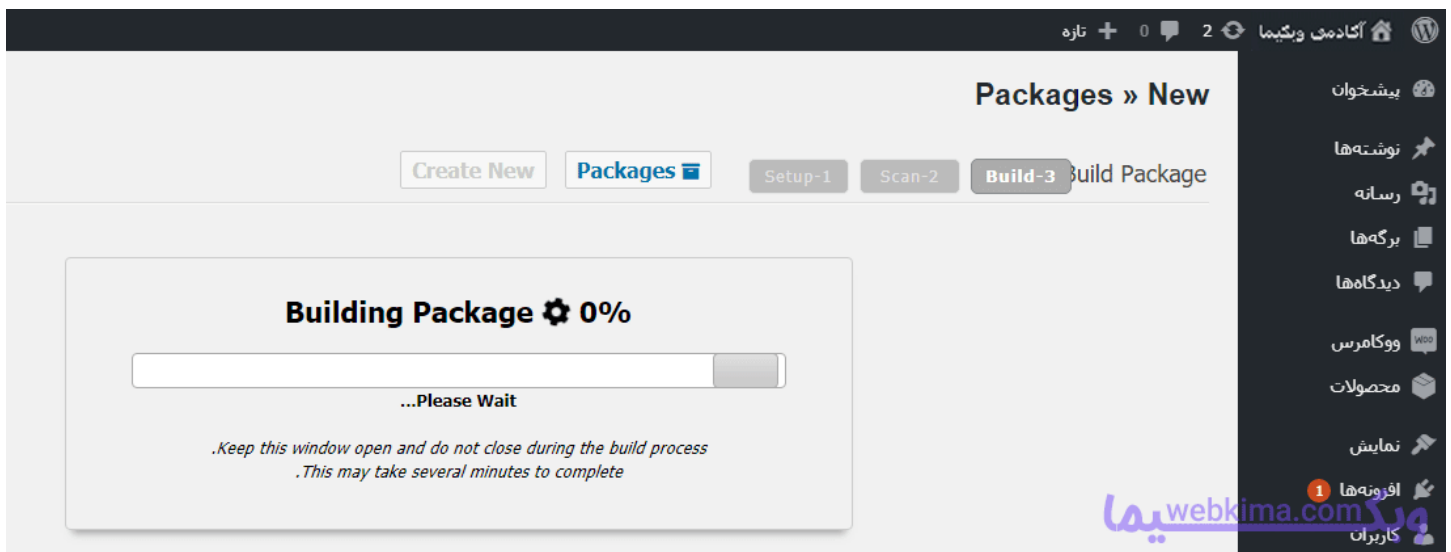 آکادمی وبکیما 2 0 تازه
پیشخوان
نوشته‌ها
رسانه
برگه‌ها
دیدگاه‌ها
ووکامرس
محصولات
نمایش
افزونه‌ها 1
کاربران
Packages » New
Build Package
Build-3
Scan-2
Setup-1
Packages
Create New
Building Package 0%
...Please Wait
.Keep this window open and do not close during the build process
.This may take several minutes to complete
وبکیما webkima.com